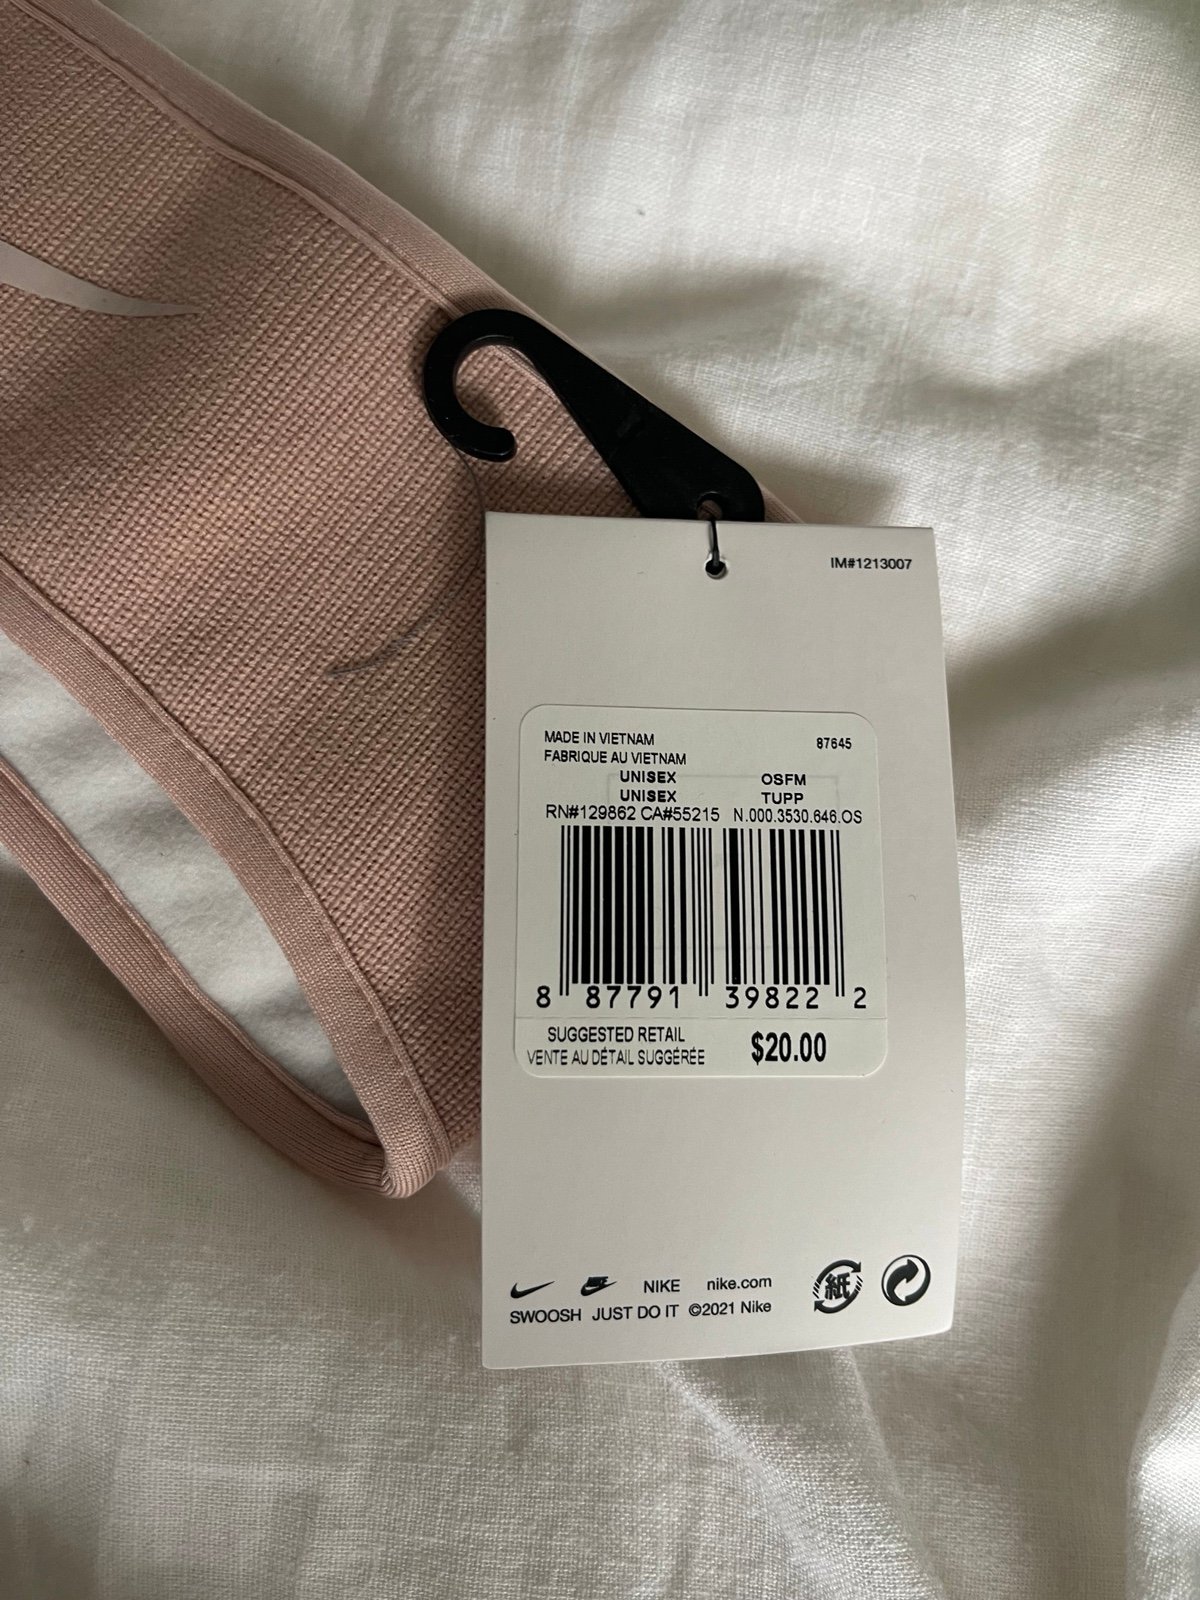 IM#1213007
MADE IN VIETNAM 87645
FABRIQUE AU VIETNAM
UNISEX OSFM
UNISEX TUPP
RN#129862 CA#55215 N.000.3530.646.OS
8 87791 39822 2
SUGGESTED RETAIL
VENTE AU DÉTAIL SUGGÉRÉE $20.00
NIKE nike.com 紙
SWOOSH JUST DO IT ©2021 Nike